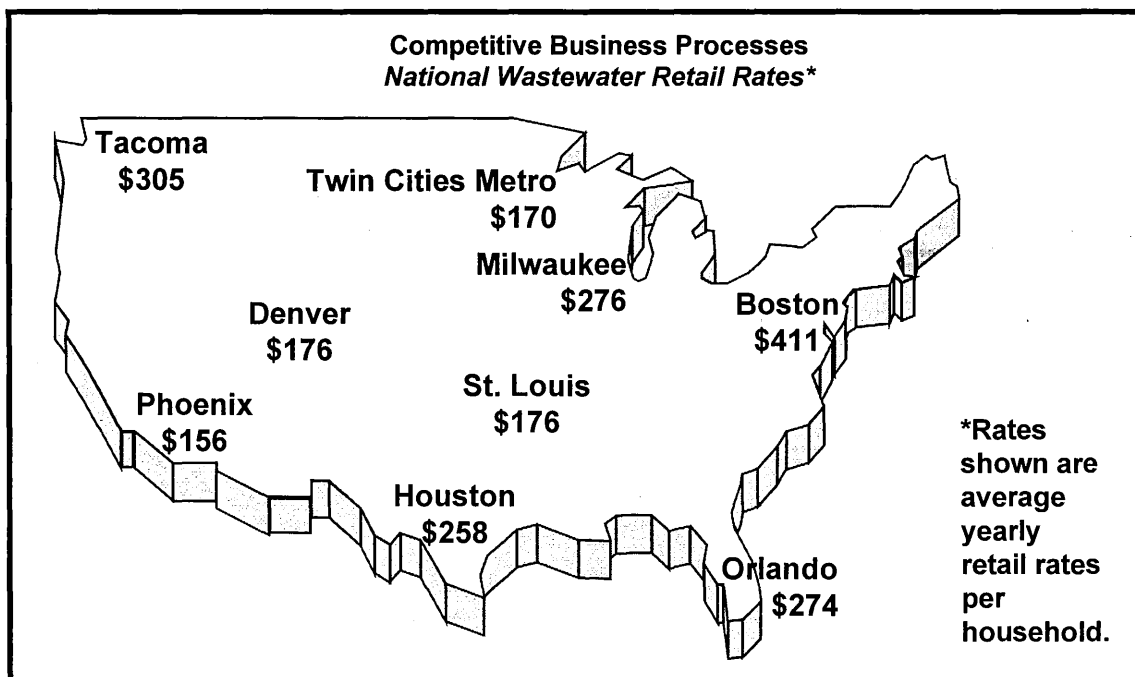 Competitive Business Processes
National Wastewater Retail Rates*
Tacoma
$305
Twin Cities Metro
$170
Milwaukee
$276
Boston
$411
Denver
$176
St. Louis
$176
Phoenix
$156
Houston
$258
Orlando
$274
*Rates
shown are
average
yearly
retail rates
per
household.